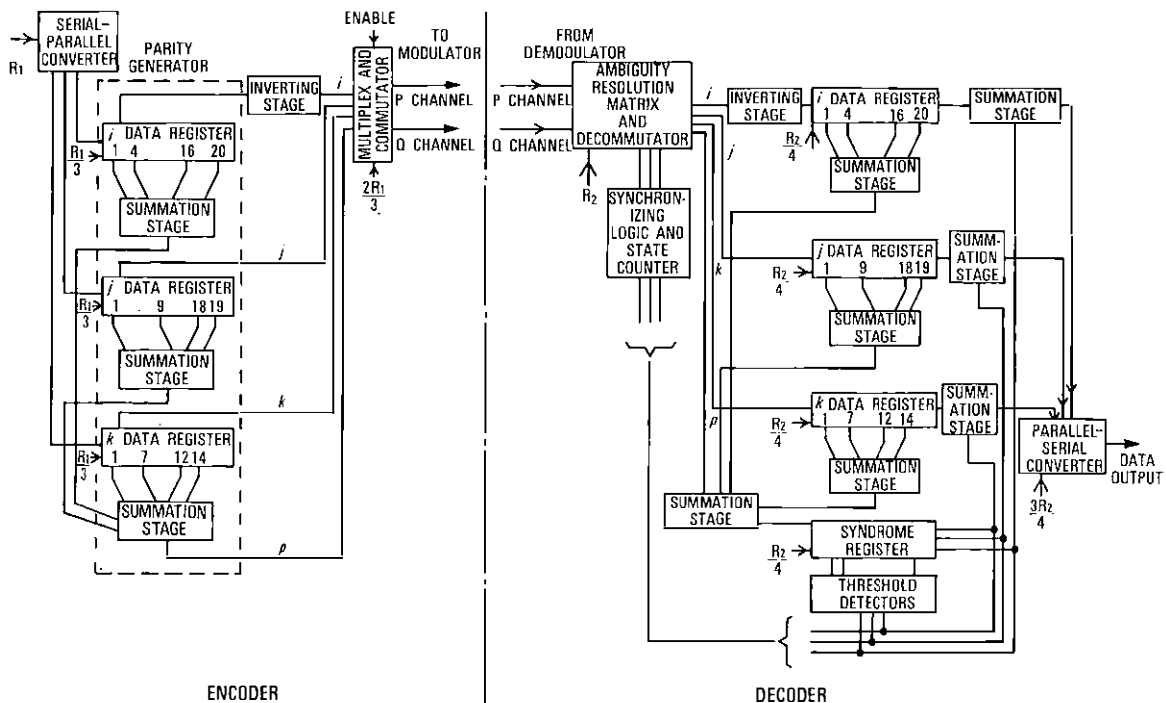 SERIAL-
PARALLEL
CONVERTER
R1
PARITY
GENERATOR
INVERTING
STAGE
i
ENABLE
MULTIPLEX AND
COMMUTATOR
2R1
3
TO
MODULATOR
P CHANNEL
Q CHANNEL
i DATA REGISTER
1 4 16 20
R1
3
SUMMATION
STAGE
j
j DATA REGISTER
1 9 18 19
R1
3
SUMMATION
STAGE
k
k DATA REGISTER
1 7 12 14
R1
3
SUMMATION
STAGE
p
ENCODER
FROM
DEMODULATOR
P CHANNEL
Q CHANNEL
AMBIGUITY
RESOLUTION
MATRIX
AND
DECOMMUTATOR
R2
SYNCHRON-
IZING
LOGIC AND
STATE
COUNTER
i
j
k
p
INVERTING
STAGE
i DATA REGISTER
1 4 16 20
R2
4
SUMMATION
STAGE
SUMMATION
STAGE
j DATA REGISTER
1 9 18 19
R2
4
SUMM-
ATION
STAGE
SUMMATION
STAGE
k DATA REGISTER
1 7 12 14
R2
4
SUMM-
ATION
STAGE
SUMMATION
STAGE
PARALLEL-
SERIAL
CONVERTER
DATA
OUTPUT
3R2
4
SUMMATION
STAGE
SYNDROME
REGISTER
R2
4
THRESHOLD
DETECTORS
DECODER